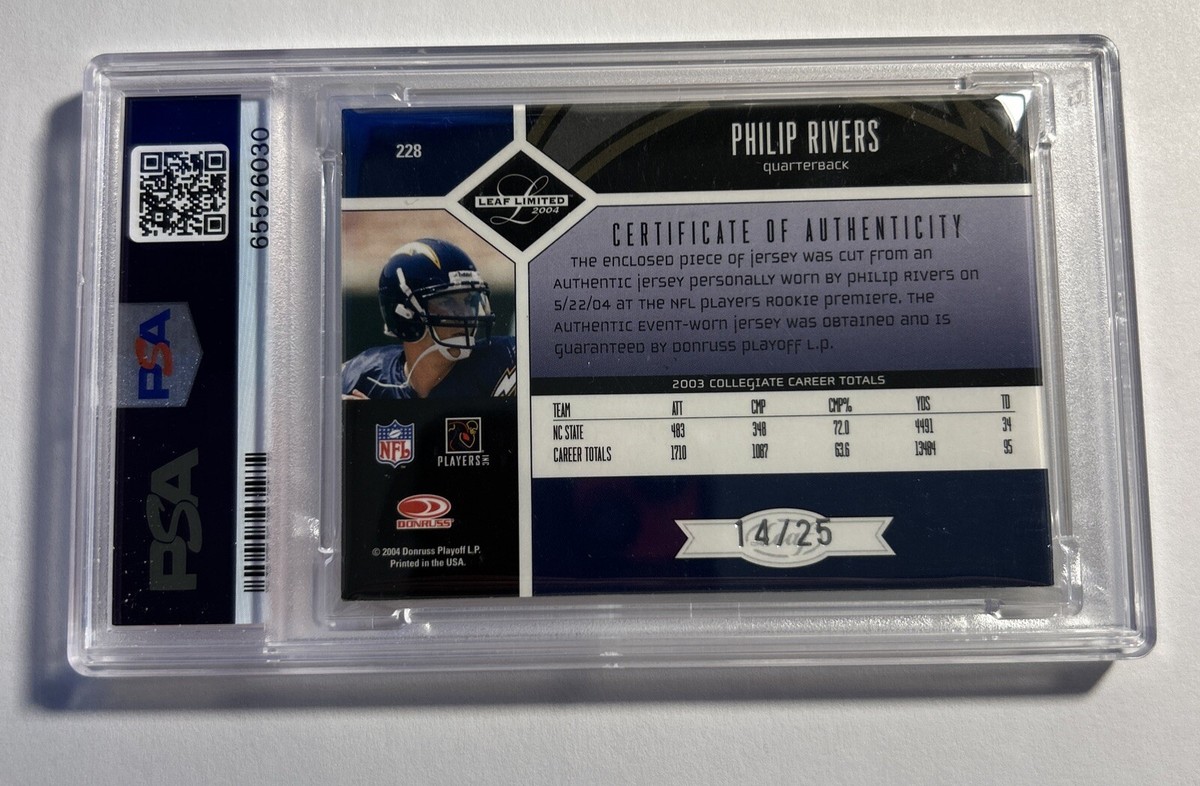 65526030
PSA
PSA
228
LEAF LIMITED
2004
PHILIP RIVERS
quarterback
CERTIFICATE OF AUTHENTICITY
THE ENCLOSED piece of jersey was cut from an
AUTHENTIC jersey personally worn by philip Rivers on
5/22/04 at the NFL players Rookie premiere. The
AUTHENTIC event-worn jersey was obtained and is
guaranteed by Donruss playoff L.p.
2003 COLLEGIATE CAREER TOTALS
TEAM ATT CMP CMP% YDS TD
NC STATE 483 348 72.0 4491 34
CAREER TOTALS 1710 1087 63.6 13484 95
NFL
PLAYERS INC
DONRUSS
© 2004 Donruss Playoff L.P.
Printed in the USA.
14/25